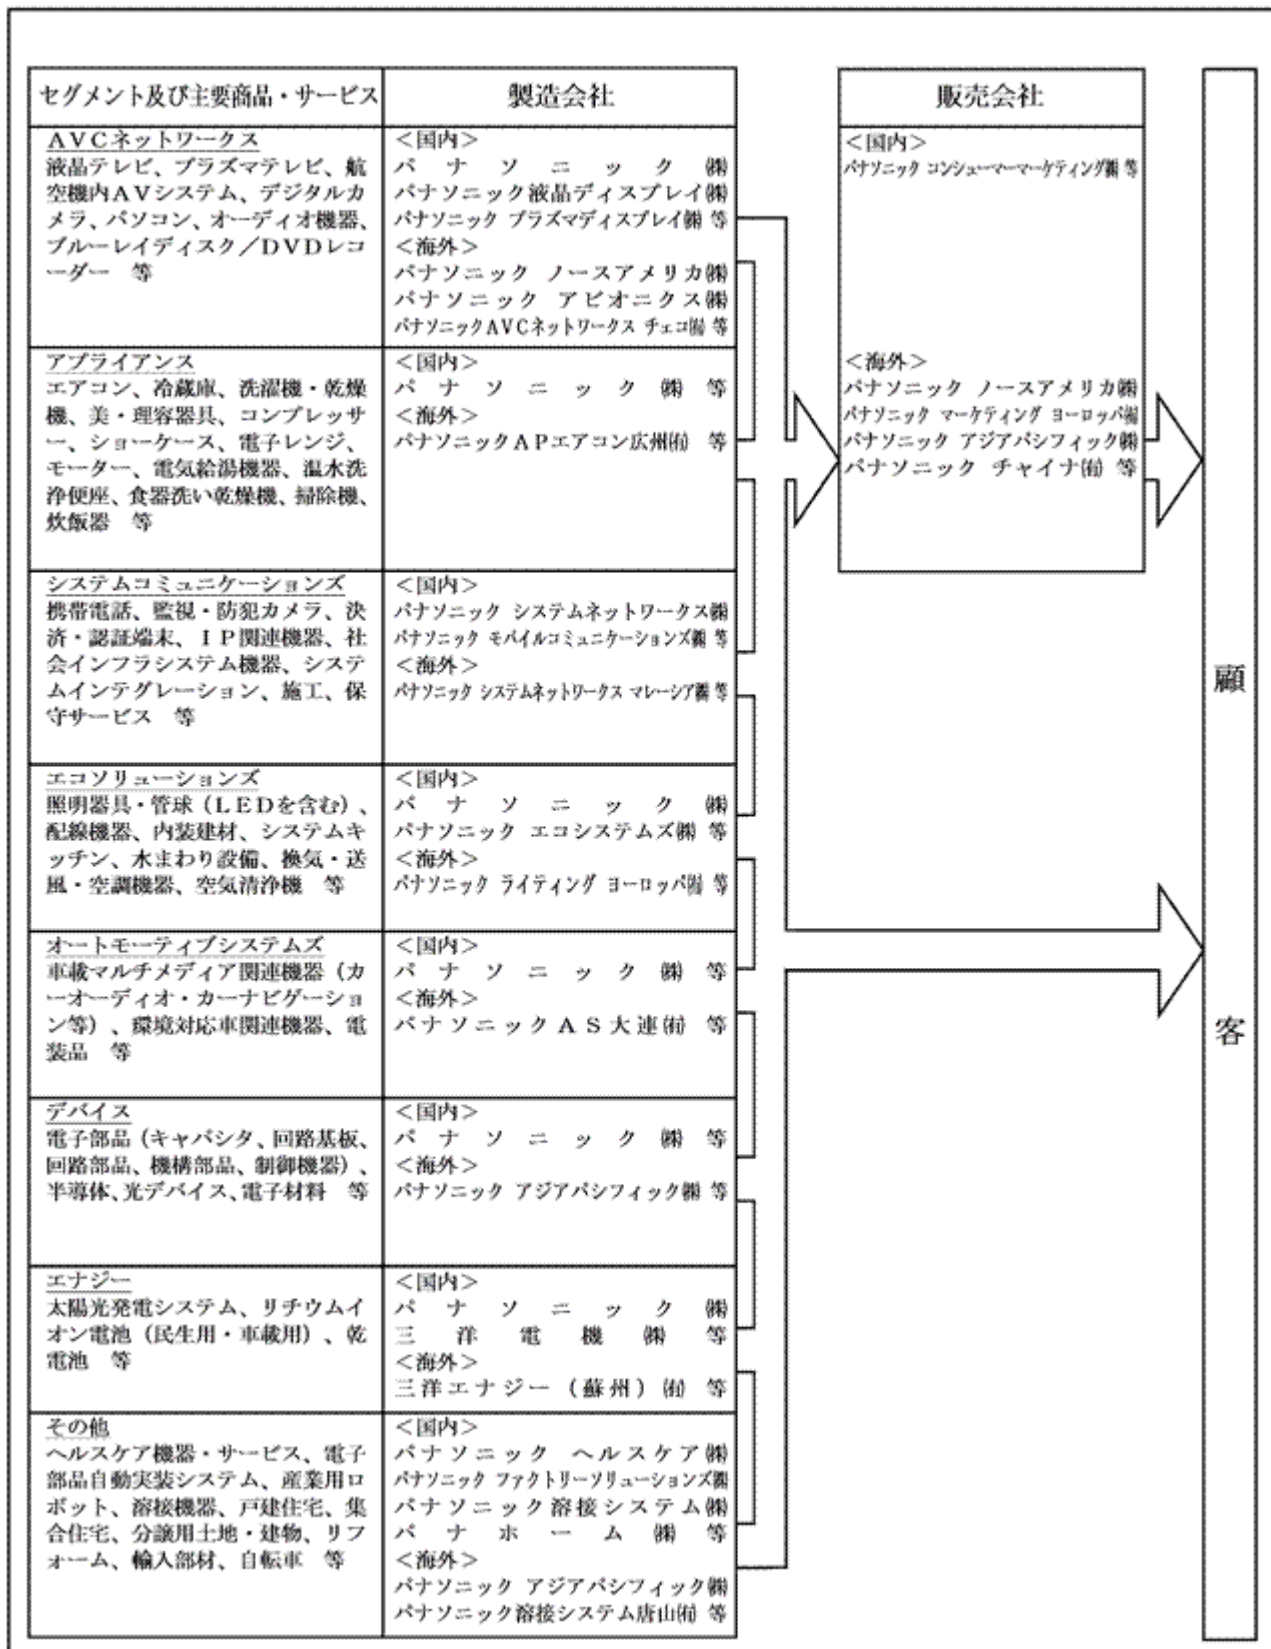 セグメント及び主要商品・サービス
製造会社
販売会社
AVCネットワークス
液晶テレビ、プラズマテレビ、航
空機内AVシステム、デジタルカ
メラ、パソコン、オーディオ機器、
ブルーレイディスク/DVDレコ
ーダー 等
<国内>
パナソニック㈱
パナソニック液晶ディスプレイ㈱
パナソニック プラズマディスプレイ㈱ 等
<海外>
パナソニック ノースアメリカ㈱
パナソニック アビオニクス㈱
パナソニックAVCネットワークス チェコ㈲ 等
アプライアンス
エアコン、冷蔵庫、洗濯機・乾燥
機、美・理容器具、コンプレッサ
ー、ショーケース、電子レンジ、
モーター、電気給湯機器、温水洗
浄便座、食器洗い乾燥機、掃除機、
炊飯器 等
<国内>
パナソニック㈱ 等
<海外>
パナソニックAPエアコン広州㈲ 等
システムコミュニケーションズ
携帯電話、監視・防犯カメラ、決
済・認証端末、IP関連機器、社
会インフラシステム機器、システ
ムインテグレーション、施工、保
守サービス 等
<国内>
パナソニック システムネットワークス㈱
パナソニック モバイルコミュニケーションズ㈱ 等
<海外>
パナソニック システムネットワークス マレーシア㈱ 等
エコソリューションズ
照明器具・管球(LEDを含む)、
配線機器、内装建材、システムキ
ッチン、水まわり設備、換気・送
風・空調機器、空気清浄機 等
<国内>
パナソニック㈱
パナソニック エコシステムズ㈱ 等
<海外>
パナソニック ライティング ヨーロッパ㈲ 等
オートモーティブシステムズ
車載マルチメディア関連機器(カ
ーオーディオ・カーナビゲーショ
ン等)、環境対応車関連機器、電
装品 等
<国内>
パナソニック㈱ 等
<海外>
パナソニックAS大連㈲ 等
デバイス
電子部品(キャパシタ、回路基板、
回路部品、機構部品、制御機器)、
半導体、光デバイス、電子材料 等
<国内>
パナソニック㈱ 等
<海外>
パナソニック アジアパシフィック㈱ 等
エナジー
太陽光発電システム、リチウムイ
オン電池(民生用・車載用)、乾
電池 等
<国内>
パナソニック㈱
三洋電機㈱ 等
<海外>
三洋エナジー(蘇州)㈲ 等
その他
ヘルスケア機器・サービス、電子
部品自動実装システム、産業用ロ
ボット、溶接機器、戸建住宅、集
合住宅、分譲用土地・建物、リフ
ォーム、輸入部材、自転車 等
<国内>
パナソニック ヘルスケア㈱
パナソニック ファクトリーソリューションズ㈱
パナソニック溶接システム㈱
パナホーム㈱ 等
<海外>
パナソニック アジアパシフィック㈱
パナソニック溶接システム唐山㈲ 等
<国内>
パナソニック コンシューマーマーケティング㈱ 等
<海外>
パナソニック ノースアメリカ㈱
パナソニック マーケティング ヨーロッパ㈲
パナソニック アジアパシフィック㈱
パナソニック チャイナ㈲ 等
顧客